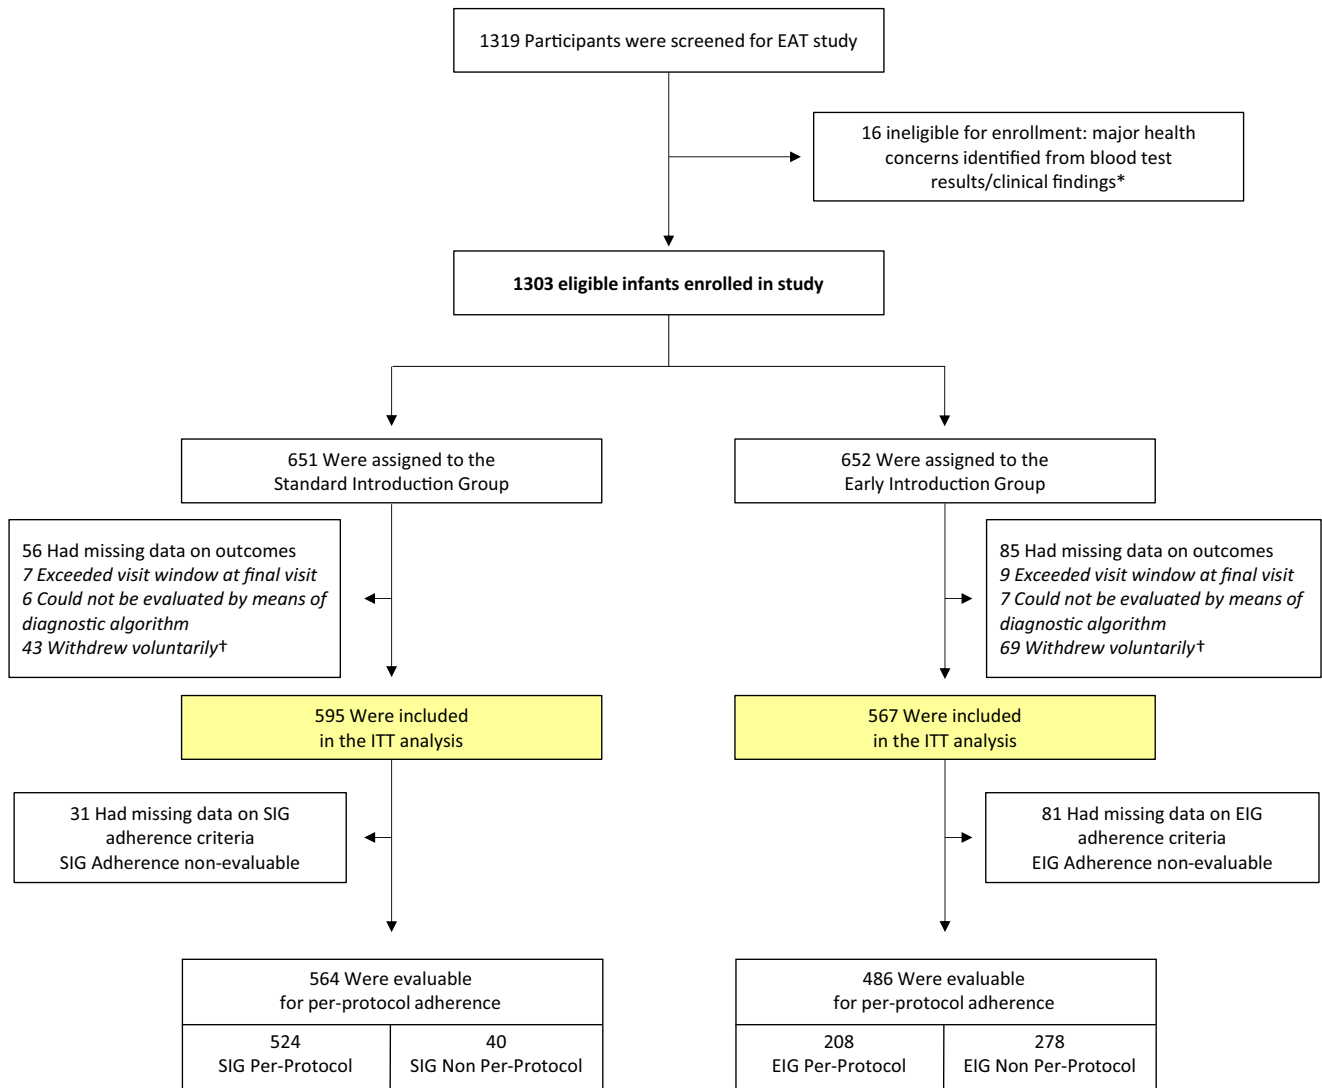 1319 Participants were screened for EAT study
16 ineligible for enrollment: major health
concerns identified from blood test
results/clinical findings*
1303 eligible infants enrolled in study
651 Were assigned to the
Standard Introduction Group
652 Were assigned to the
Early Introduction Group
56 Had missing data on outcomes
7 Exceeded visit window at final visit
6 Could not be evaluated by means of
diagnostic algorithm
43 Withdrew voluntarily†
85 Had missing data on outcomes
9 Exceeded visit window at final visit
7 Could not be evaluated by means of
diagnostic algorithm
69 Withdrew voluntarily†
595 Were included
in the ITT analysis
567 Were included
in the ITT analysis
31 Had missing data on SIG
adherence criteria
SIG Adherence non-evaluable
81 Had missing data on EIG
adherence criteria
EIG Adherence non-evaluable
564 Were evaluable
for per-protocol adherence
524
SIG Per-Protocol
40
SIG Non Per-Protocol
486 Were evaluable
for per-protocol adherence
208
EIG Per-Protocol
278
EIG Non Per-Protocol